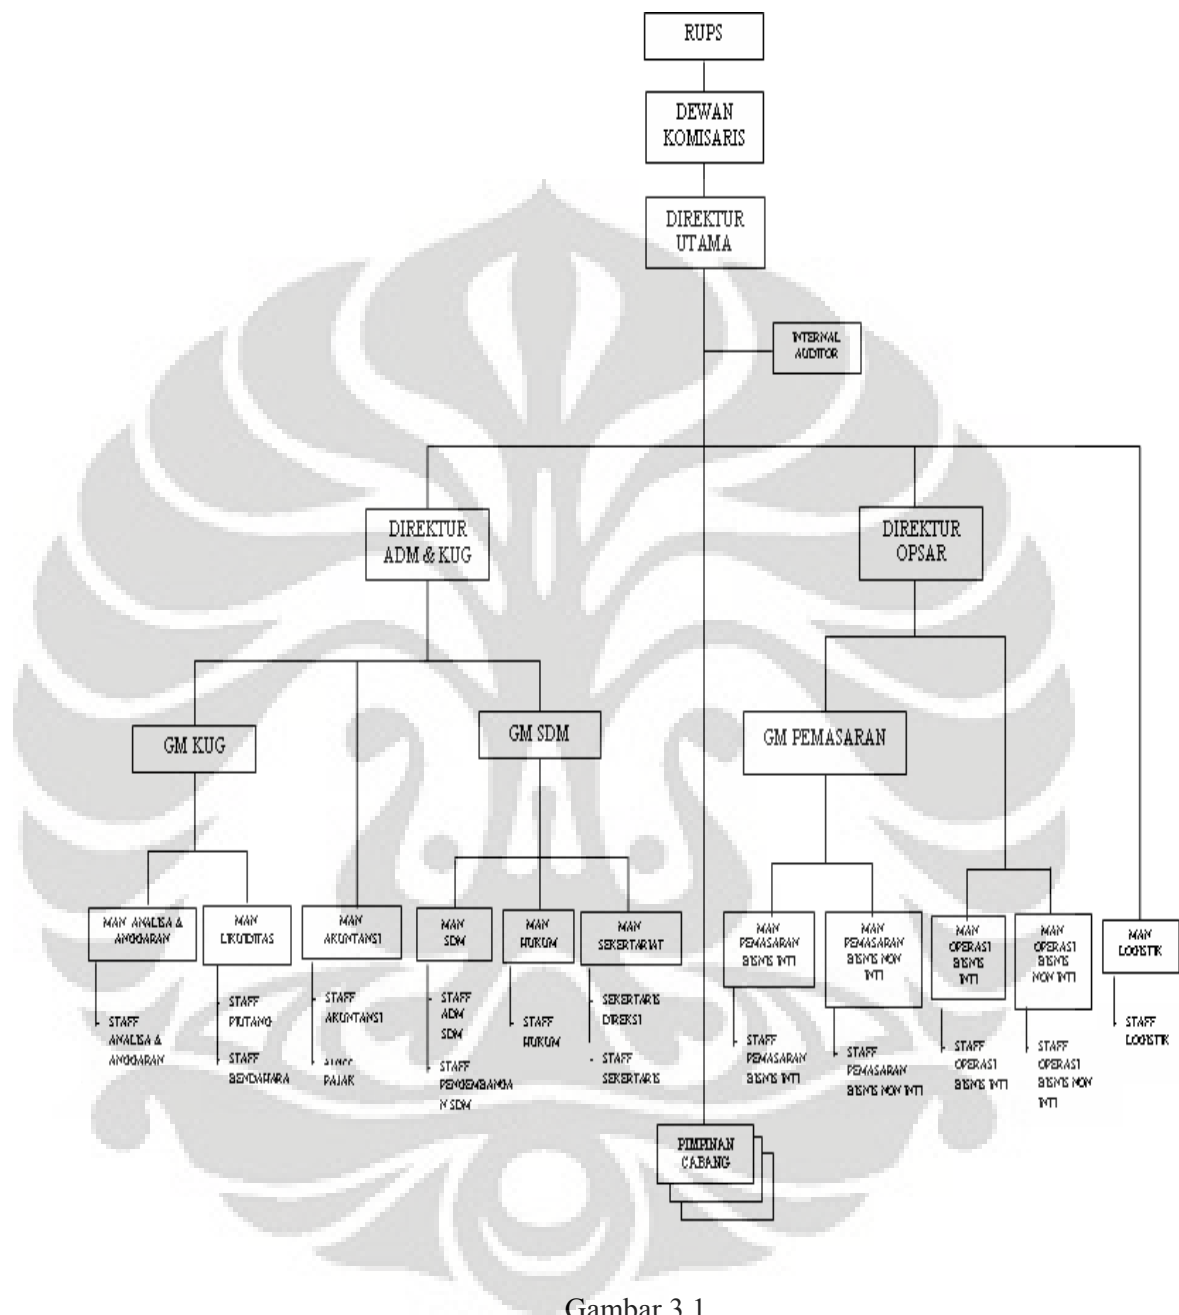 RUPS
DEWAN
KOMISARIS
DIREKTUR
UTAMA
INTERNAL
AUDITOR
DIREKTUR
ADM & KUG
DIREKTUR
OPSAR
GM KUG
GM SDM
GM PEMASARAN
MAN ANALISA &
ANGGARAN
MAN
LIKUIDITAS
MAN
AKUNTANSI
MAN
SDM
MAN
HUKUM
MAN
SEKERTARIAT
MAN
PEMASARAN
BISNIS INTI
MAN
PEMASARAN
BISNIS NON
INTI
MAN
OPERASI
BISNIS
INTI
MAN
OPERASI
BISNIS
NON INTI
MAN
LOGISTIK
- STAFF
ANALISA &
ANGGARAN
- STAFF
PIUTANG
- STAFF
BENDAHARA
- STAFF
AKUNTANSI
PAJAK
- STAFF
ADM
SDM
- STAFF
PENGEMBANGA
N SDM
- STAFF
HUKUM
- SEKERTARIS
DIREKSI
- STAFF
SEKERTARIS
- STAFF
PEMASARAN
BISNIS INTI
- STAFF
PEMASARAN
BISNIS NON INTI
- STAFF
OPERASI
BISNIS INTI
- STAFF
OPERASI
BISNIS NON
INTI
- STAFF
LOGISTIK
PIMPINAN
CABANG
Gambar 3.1